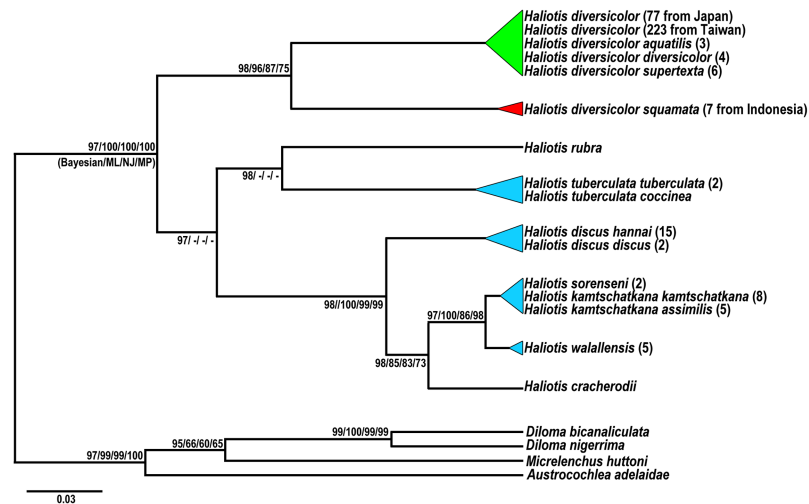 Haliotis diversicolor (77 from Japan)
Haliotis diversicolor (223 from Taiwan)
Haliotis diversicolor aquatilis (3)
Haliotis diversicolor diversicolor (4)
Haliotis diversicolor supertexta (6)
98/96/87/75
Haliotis diversicolor squamata (7 from Indonesia)
97/100/100/100
(Bayesian/ML/NJ/MP)
Haliotis rubra
98/ -/ -/ -
Haliotis tuberculata tuberculata (2)
Haliotis tuberculata coccinea
97/ -/ -/ -
Haliotis discus hannai (15)
Haliotis discus discus (2)
98//100/99/99
Haliotis sorenseni (2)
Haliotis kamtschatkana kamtschatkana (8)
Haliotis kamtschatkana assimilis (5)
97/100/86/98
Haliotis walallensis (5)
98/85/83/73
Haliotis cracherodii
99/100/99/99
Diloma bicanaliculata
Diloma nigerrima
95/66/60/65
Micrelenchus huttoni
97/99/99/100
Austrocochlea adelaidae
0.03